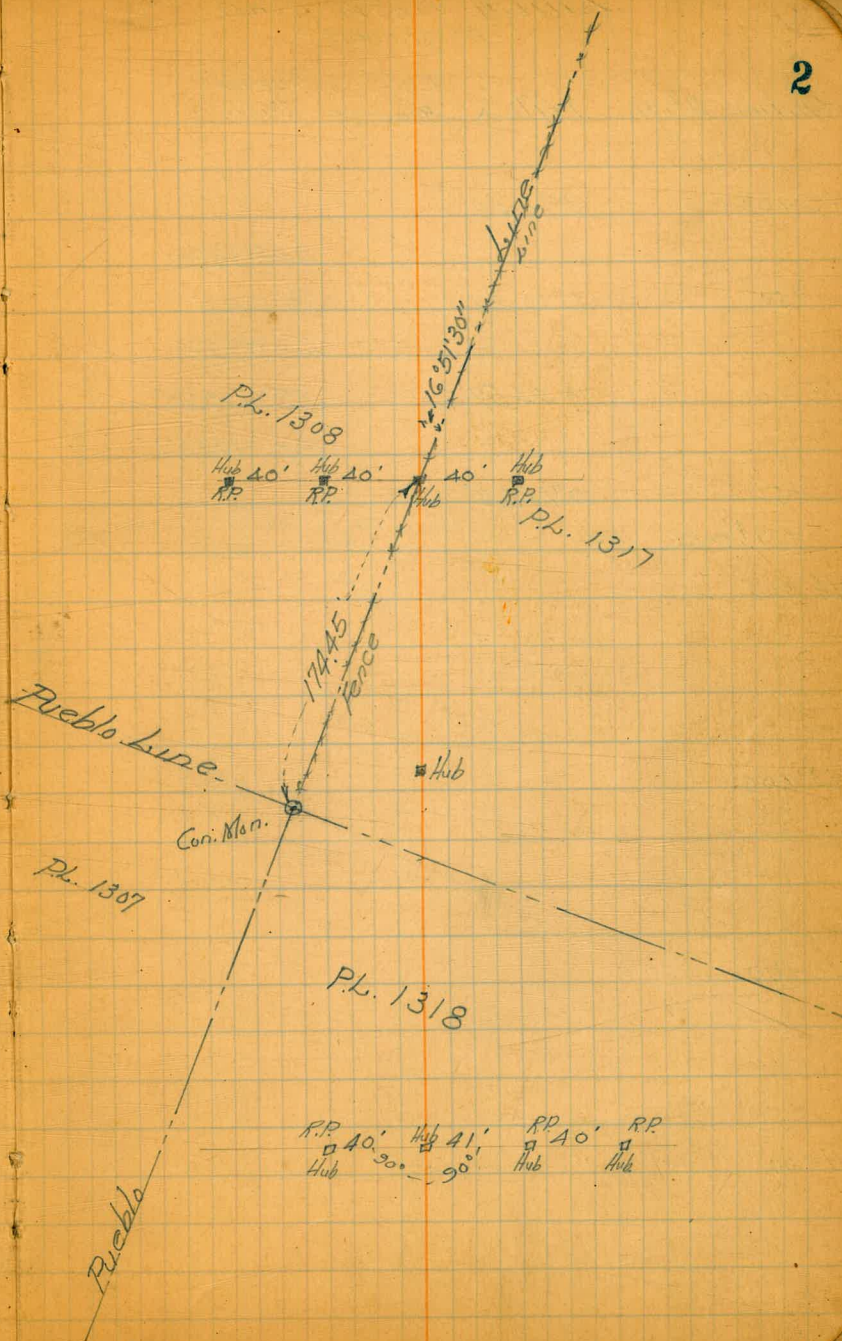 2
Line
Line
16°51'30"
P.L. 1308
Hub 40' Hub 40' 40' Hub
R.P. R.P. Hub R.P.
P.L. 1317
174.45'
Fence
Pueblo Line
Hub
Con. Mon.
P.L. 1307
P.L. 1318
R.P. 40' Hub 41' R.P. 40' R.P.
Hub 90° 90° Hub Hub
Pueblo